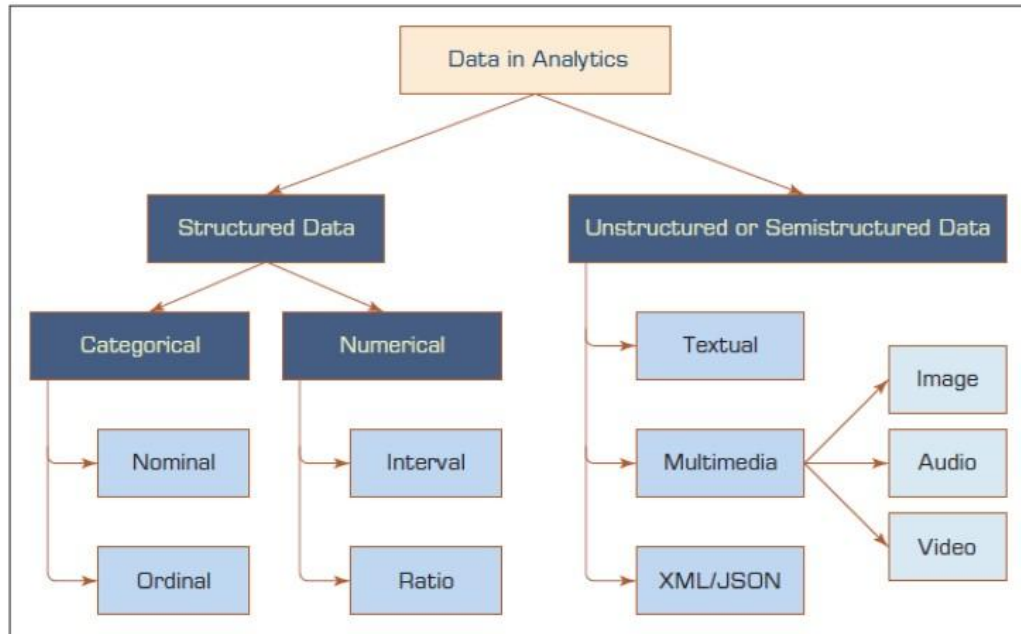 Data in Analytics
Structured Data
Unstructured or Semistructured Data
Categorical
Numerical
Textual
Image
Nominal
Interval
Multimedia
Audio
Video
Ordinal
Ratio
XML/JSON